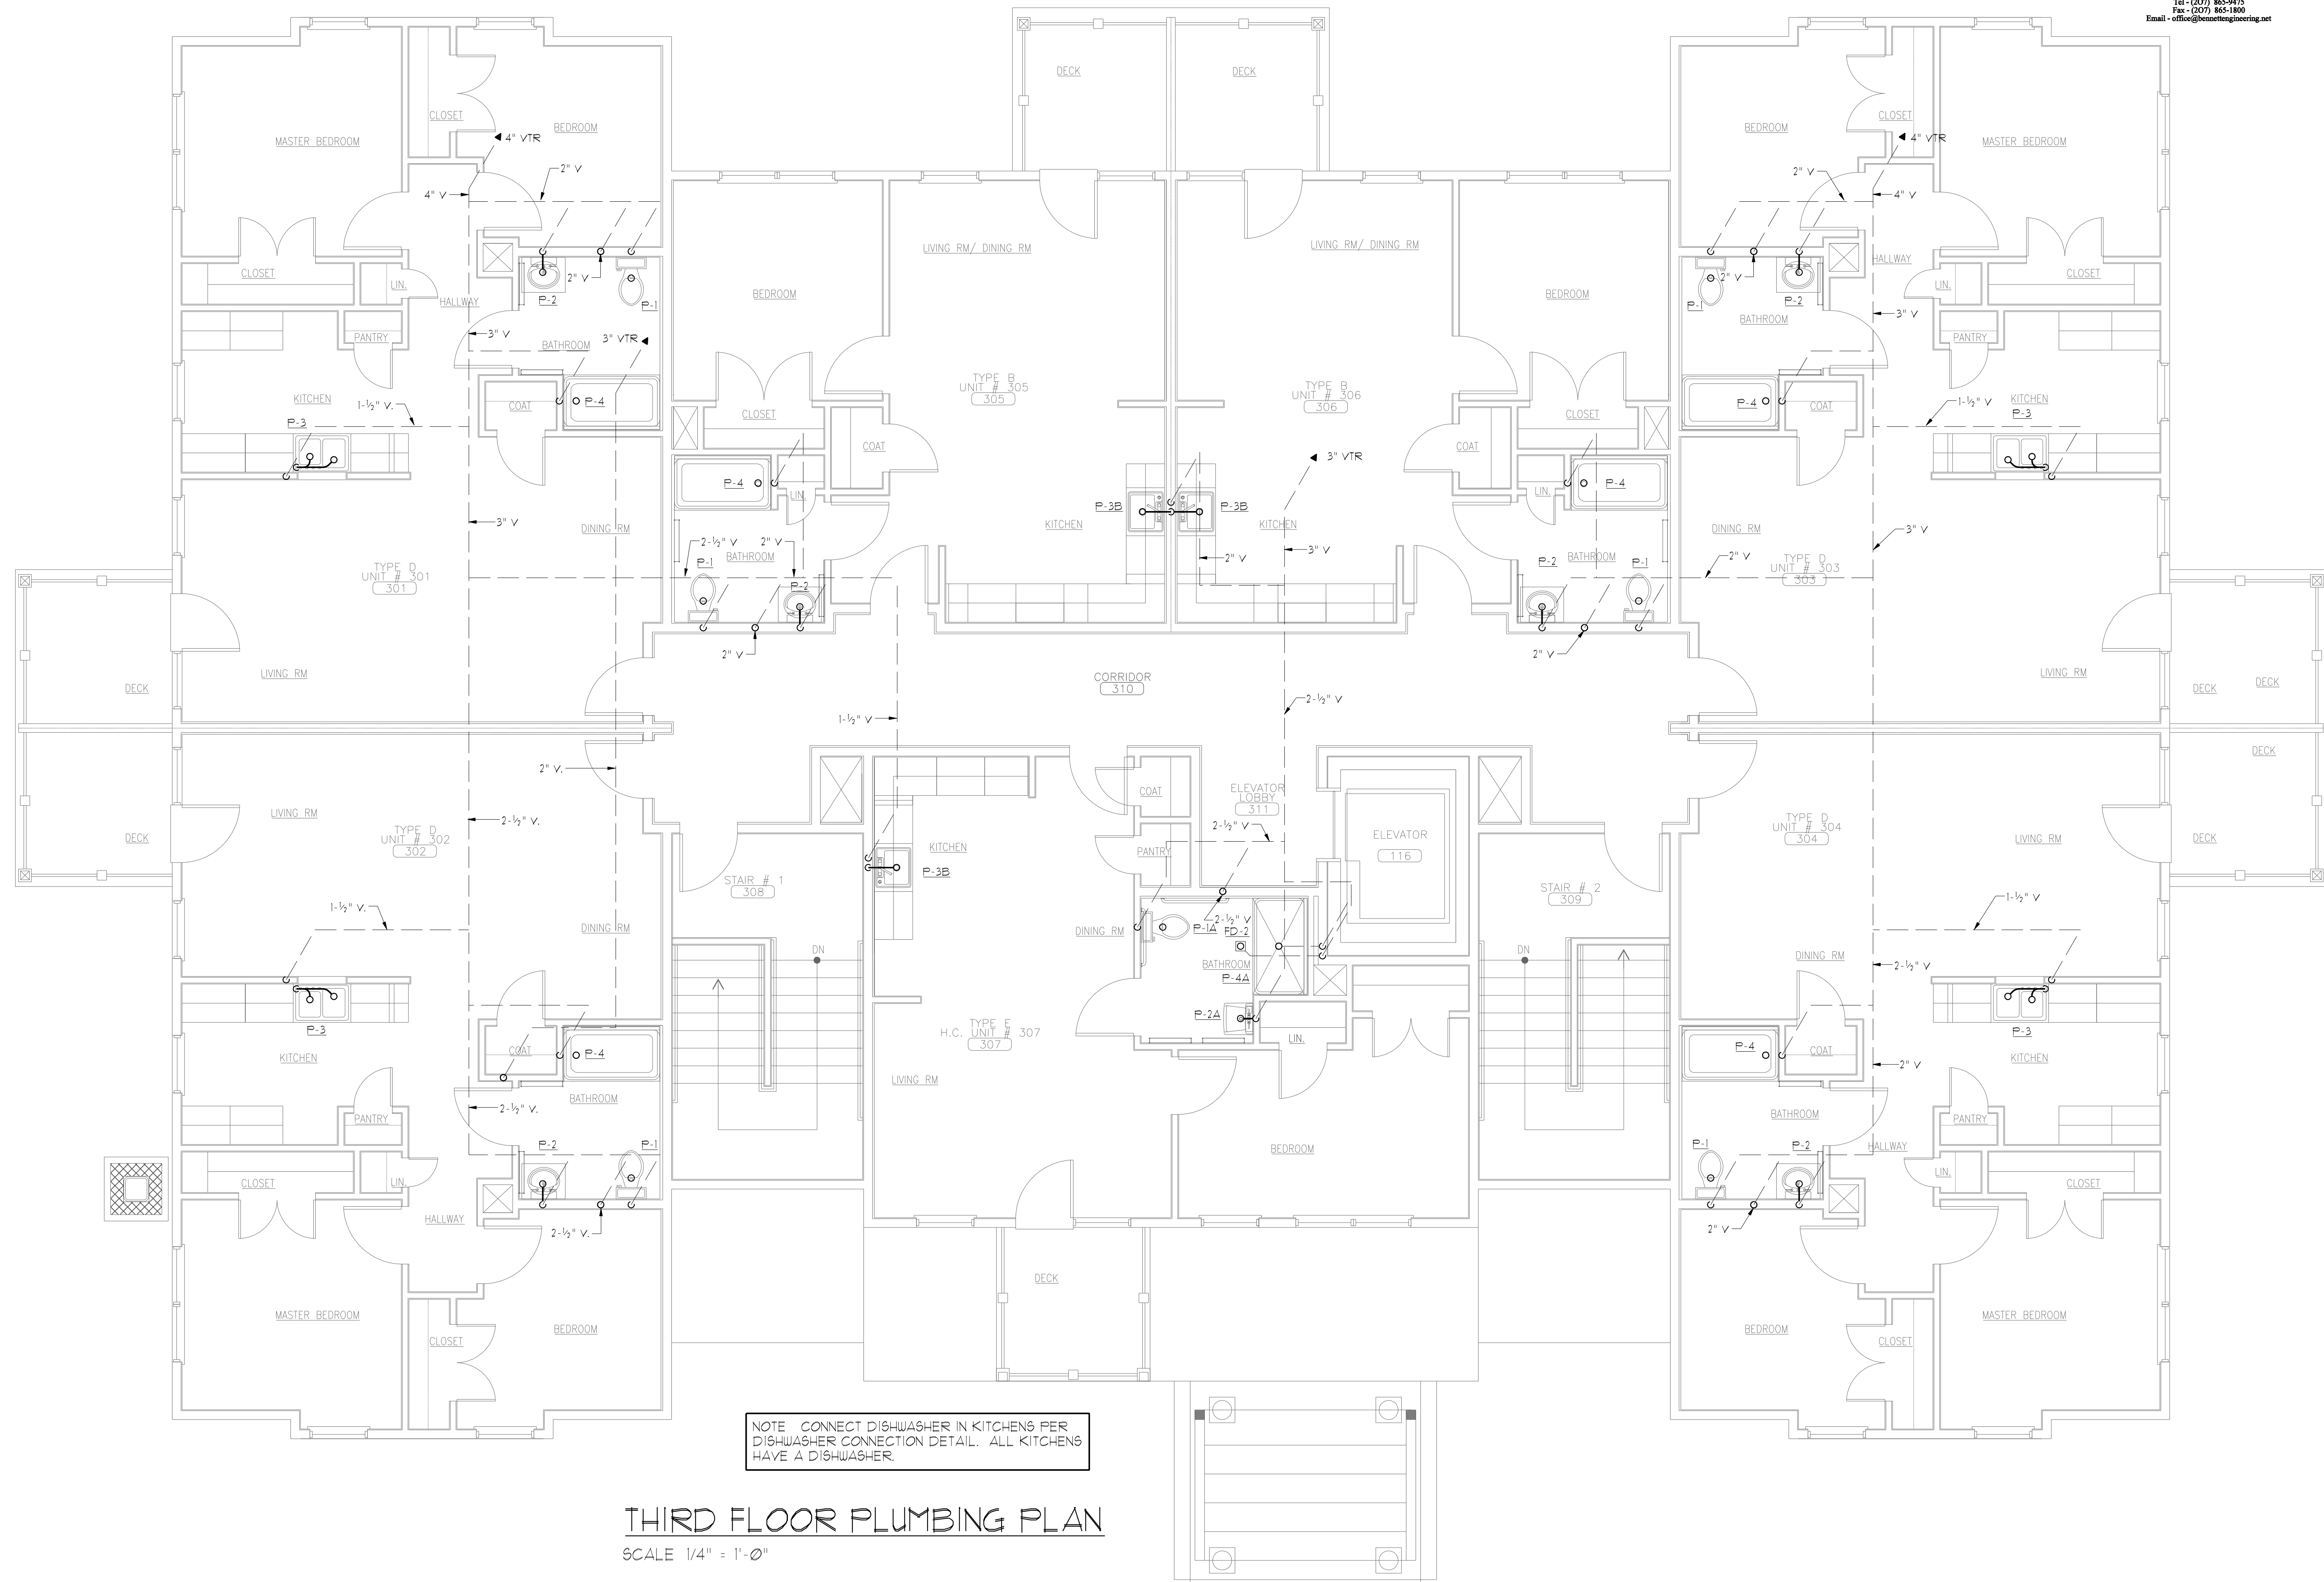 Tel - (207) 865-9475
Fax - (207) 865-1800
Email - office@bennettengineering.net
DECK
DECK
CLOSET
MASTER BEDROOM
4" VTR
BEDROOM
2" V
4" V
CLOSET
LIN.
HALLWAY
2" V
P-2
P-1
3" V
PANTRY
BATHROOM
3" VTR
KITCHEN
1-½" V.
P-3
COAT
P-4
3" V
DINING RM
TYPE D
UNIT # 301
301
LIVING RM
DECK
BEDROOM
LIVING RM/ DINING RM
TYPE B
UNIT # 305
305
CLOSET
COAT
P-4
LIN.
P-3B
KITCHEN
2-½" V
2" V
BATHROOM
P-1
P-2
2" V
LIVING RM/ DINING RM
BEDROOM
TYPE B
UNIT # 306
306
CLOSET
COAT
3" VTR
P-3B
KITCHEN
P-4
LIN.
2" V
3" V
P-2
BATHROOM
P-1
2" V
BEDROOM
CLOSET
4" VTR
MASTER BEDROOM
2" V
4" V
HALLWAY
CLOSET
2" V
LIN.
P-1
P-2
BATHROOM
3" V
PANTRY
P-4
COAT
1-½" V
KITCHEN
P-3
DINING RM
3" V
2" V
TYPE D
UNIT # 303
303
LIVING RM
DECK
DECK
CORRIDOR
310
1-½" V
2-½" V
DECK
LIVING RM
2" V.
TYPE D
UNIT # 302
302
2-½" V.
1-½" V.
DINING RM
P-3
KITCHEN
COAT
P-4
PANTRY
2-½" V.
BATHROOM
P-2
P-1
CLOSET
LIN.
HALLWAY
2-½" V.
MASTER BEDROOM
CLOSET
BEDROOM
STAIR # 1
308
DN
COAT
ELEVATOR
LOBBY
311
2-½" V
ELEVATOR
116
KITCHEN
P-3B
PANTRY
2-½" V
DINING RM
P-1A
FD-2
BATHROOM
P-4A
P-2A
TYPE E
H.C. UNIT # 307
307
LIN.
LIVING RM
BEDROOM
DECK
STAIR # 2
309
DN
DECK
DECK
TYPE D
UNIT # 304
304
LIVING RM
1-½" V
DINING RM
2-½" V
P-3
P-4
COAT
KITCHEN
2" V
PANTRY
BATHROOM
P-1
P-2
HALLWAY
LIN.
CLOSET
2" V
MASTER BEDROOM
BEDROOM
CLOSET
NOTE CONNECT DISHWASHER IN KITCHENS PER
DISHWASHER CONNECTION DETAIL. ALL KITCHENS
HAVE A DISHWASHER.
THIRD FLOOR PLUMBING PLAN
SCALE 1/4" = 1'-0"